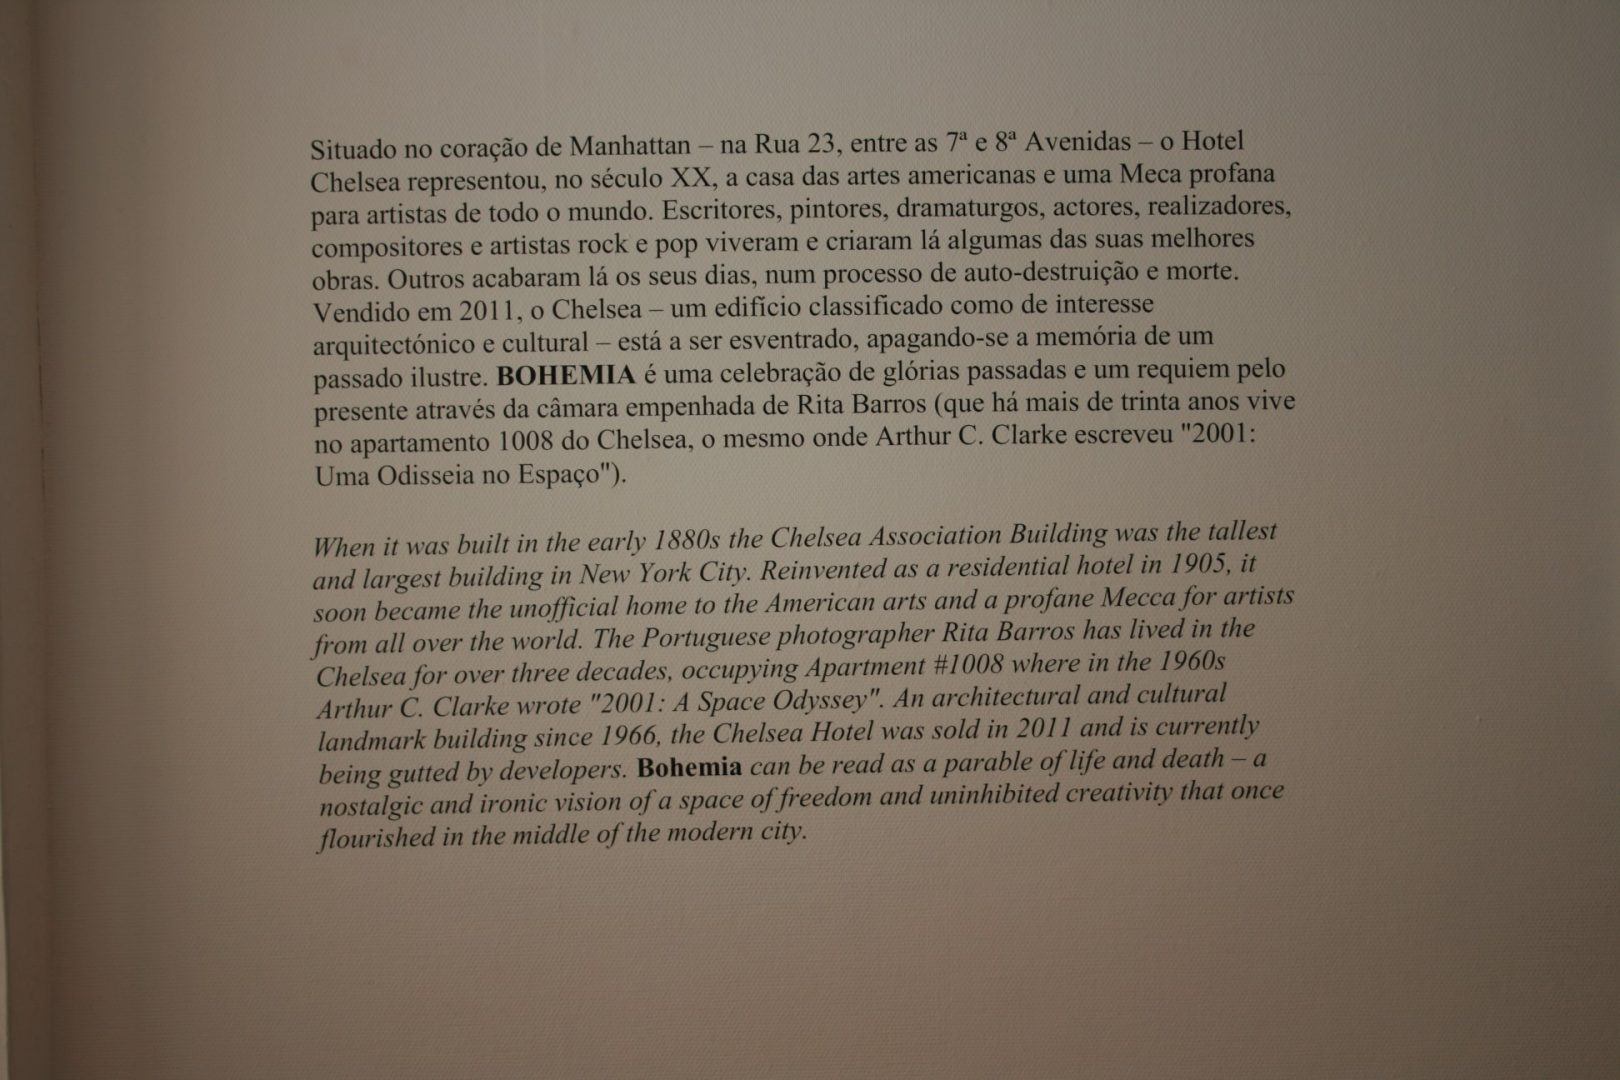 Situado no coração de Manhattan – na Rua 23, entre as 7ª e 8ª Avenidas – o Hotel
Chelsea representou, no século XX, a casa das artes americanas e uma Meca profana
para artistas de todo o mundo. Escritores, pintores, dramaturgos, actores, realizadores,
compositores e artistas rock e pop viveram e criaram lá algumas das suas melhores
obras. Outros acabaram lá os seus dias, num processo de auto-destruição e morte.
Vendido em 2011, o Chelsea – um edifício classificado como de interesse
arquitectónico e cultural – está a ser esventrado, apagando-se a memória de um
passado ilustre. BOHEMIA é uma celebração de glórias passadas e um requiem pelo
presente através da câmara empenhada de Rita Barros (que há mais de trinta anos vive
no apartamento 1008 do Chelsea, o mesmo onde Arthur C. Clarke escreveu "2001:
Uma Odisseia no Espaço").
When it was built in the early 1880s the Chelsea Association Building was the tallest
and largest building in New York City. Reinvented as a residential hotel in 1905, it
soon became the unofficial home to the American arts and a profane Mecca for artists
from all over the world. The Portuguese photographer Rita Barros has lived in the
Chelsea for over three decades, occupying Apartment #1008 where in the 1960s
Arthur C. Clarke wrote "2001: A Space Odyssey". An architectural and cultural
landmark building since 1966, the Chelsea Hotel was sold in 2011 and is currently
being gutted by developers. Bohemia can be read as a parable of life and death – a
nostalgic and ironic vision of a space of freedom and uninhibited creativity that once
flourished in the middle of the modern city.